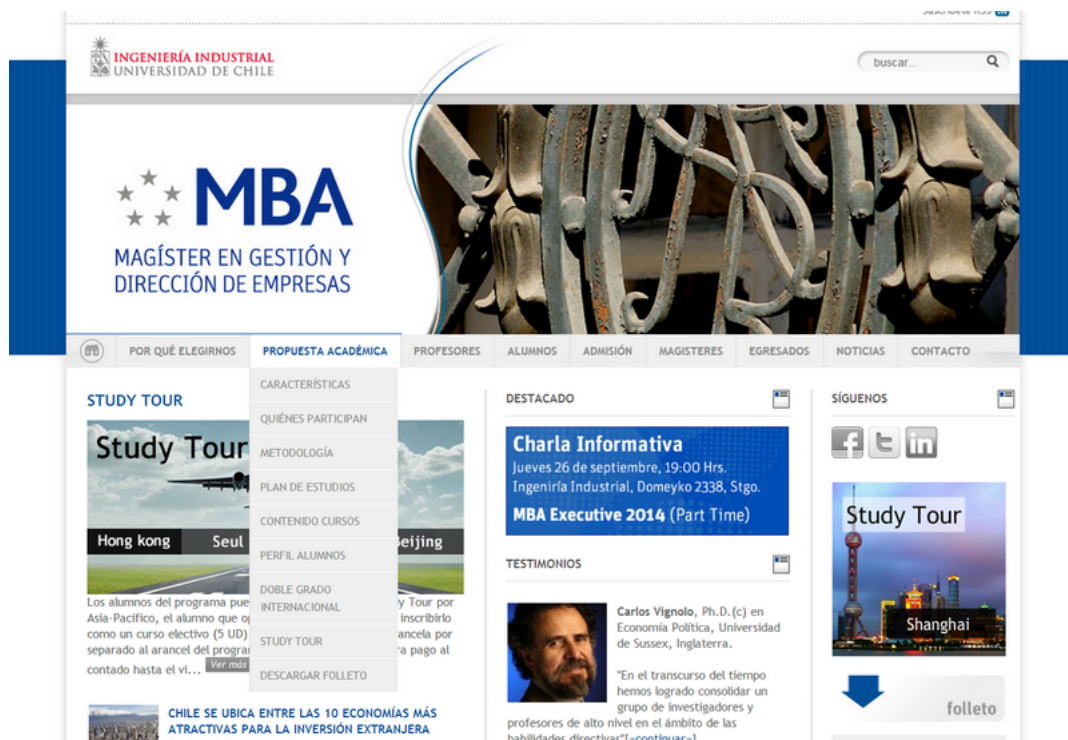 INGENIERÍA INDUSTRIAL
UNIVERSIDAD DE CHILE
buscar...
MBA
MAGÍSTER EN GESTIÓN Y
DIRECCIÓN DE EMPRESAS
POR QUÉ ELEGIRNOS PROPUESTA ACADÉMICA PROFESORES ALUMNOS ADMISIÓN MAGISTERES EGRESADOS NOTICIAS CONTACTO
CARACTERÍSTICAS
QUIÉNES PARTICIPAN
METODOLOGÍA
PLAN DE ESTUDIOS
CONTENIDO CURSOS
PERFIL ALUMNOS
DOBLE GRADO
INTERNACIONAL
STUDY TOUR
DESCARGAR FOLLETO
STUDY TOUR
Study Tour
Hong kong Seul Beijing
Los alumnos del programa y Tour por
Asia-Pacifico, el alumno que inscribirlo
como un curso electivo (5 UD)
separado al arancel del pago al
contado hasta el vi... Ver más
CHILE SE UBICA ENTRE LAS 10 ECONOMÍAS MÁS
ATRACTIVAS PARA LA INVERSIÓN EXTRANJERA
DESTACADO
Charla Informativa
Jueves 26 de septiembre, 19:00 Hrs.
Ingeniría Industrial, Domeyko 2338, Stgo.
MBA Executive 2014 (Part Time)
TESTIMONIOS
Carlos Vignolo, Ph.D.(c) en
Economía Política, Universidad
de Sussex, Inglaterra.
"En el transcurso del tiempo
hemos logrado consolidar un
grupo de investigadores y
profesores de alto nivel en el ámbito de las
habilidades directivas"[»continuar»]
SÍGUENOS
f t in
Study Tour
Shanghai
folleto